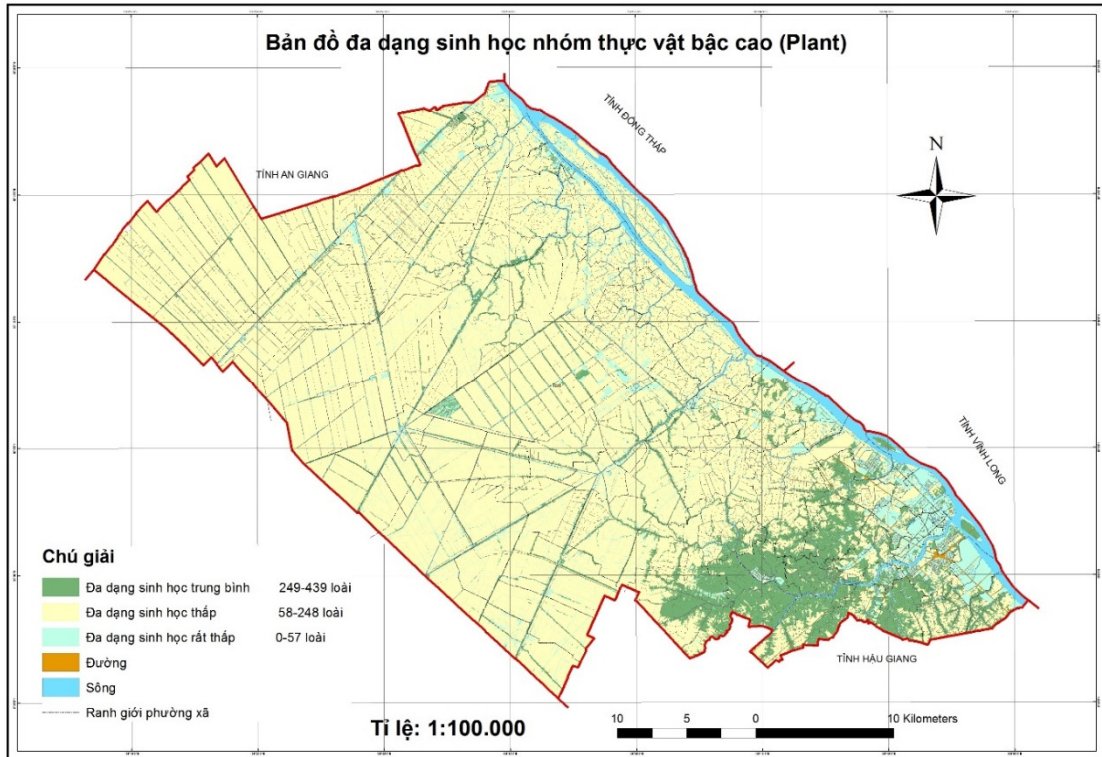 Bản đồ đa dạng sinh học nhóm thực vật bậc cao (Plant)
TỈNH ĐỒNG THÁP
N
TỈNH AN GIANG
TỈNH VĨNH LONG
TỈNH HẬU GIANG
Chú giải
Đa dạng sinh học trung bình 249-439 loài
Đa dạng sinh học thấp 58-248 loài
Đa dạng sinh học rất thấp 0-57 loài
Đường
Sông
Ranh giới phường xã
Tỉ lệ: 1:100.000
10 5 0 10 Kilometers